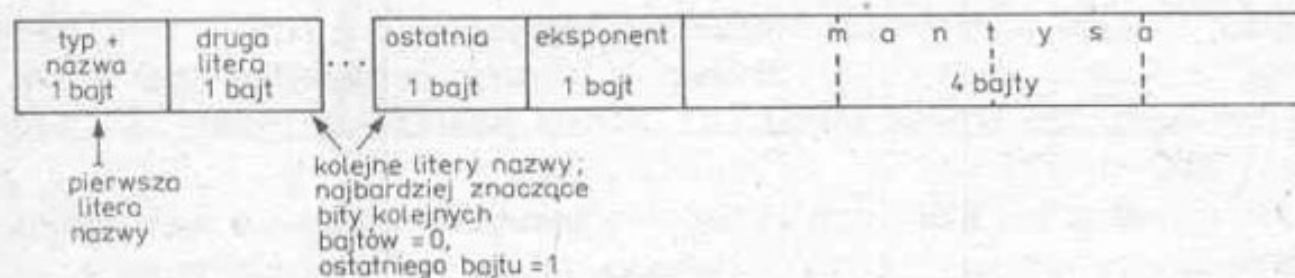 typ +
nazwa
1 bajt
druga
litera
1 bajt
...
ostatnia
1 bajt
eksponent
1 bajt
mantysa
4 bajty
pierwsza
litera
nazwy
kolejne litery nazwy;
najbardziej znaczące
bity kolejnych
bajtów = 0,
ostatniego bajtu = 1